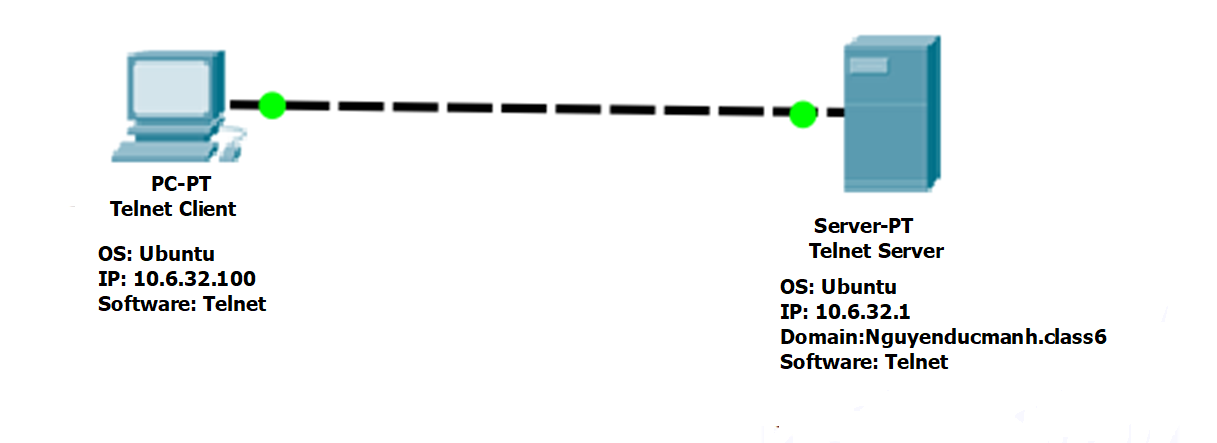 PC-PT
Telnet Client
OS: Ubuntu
IP: 10.6.32.100
Software: Telnet
Server-PT
Telnet Server
OS: Ubuntu
IP: 10.6.32.1
Domain:Nguyenducmanh.class6
Software: Telnet